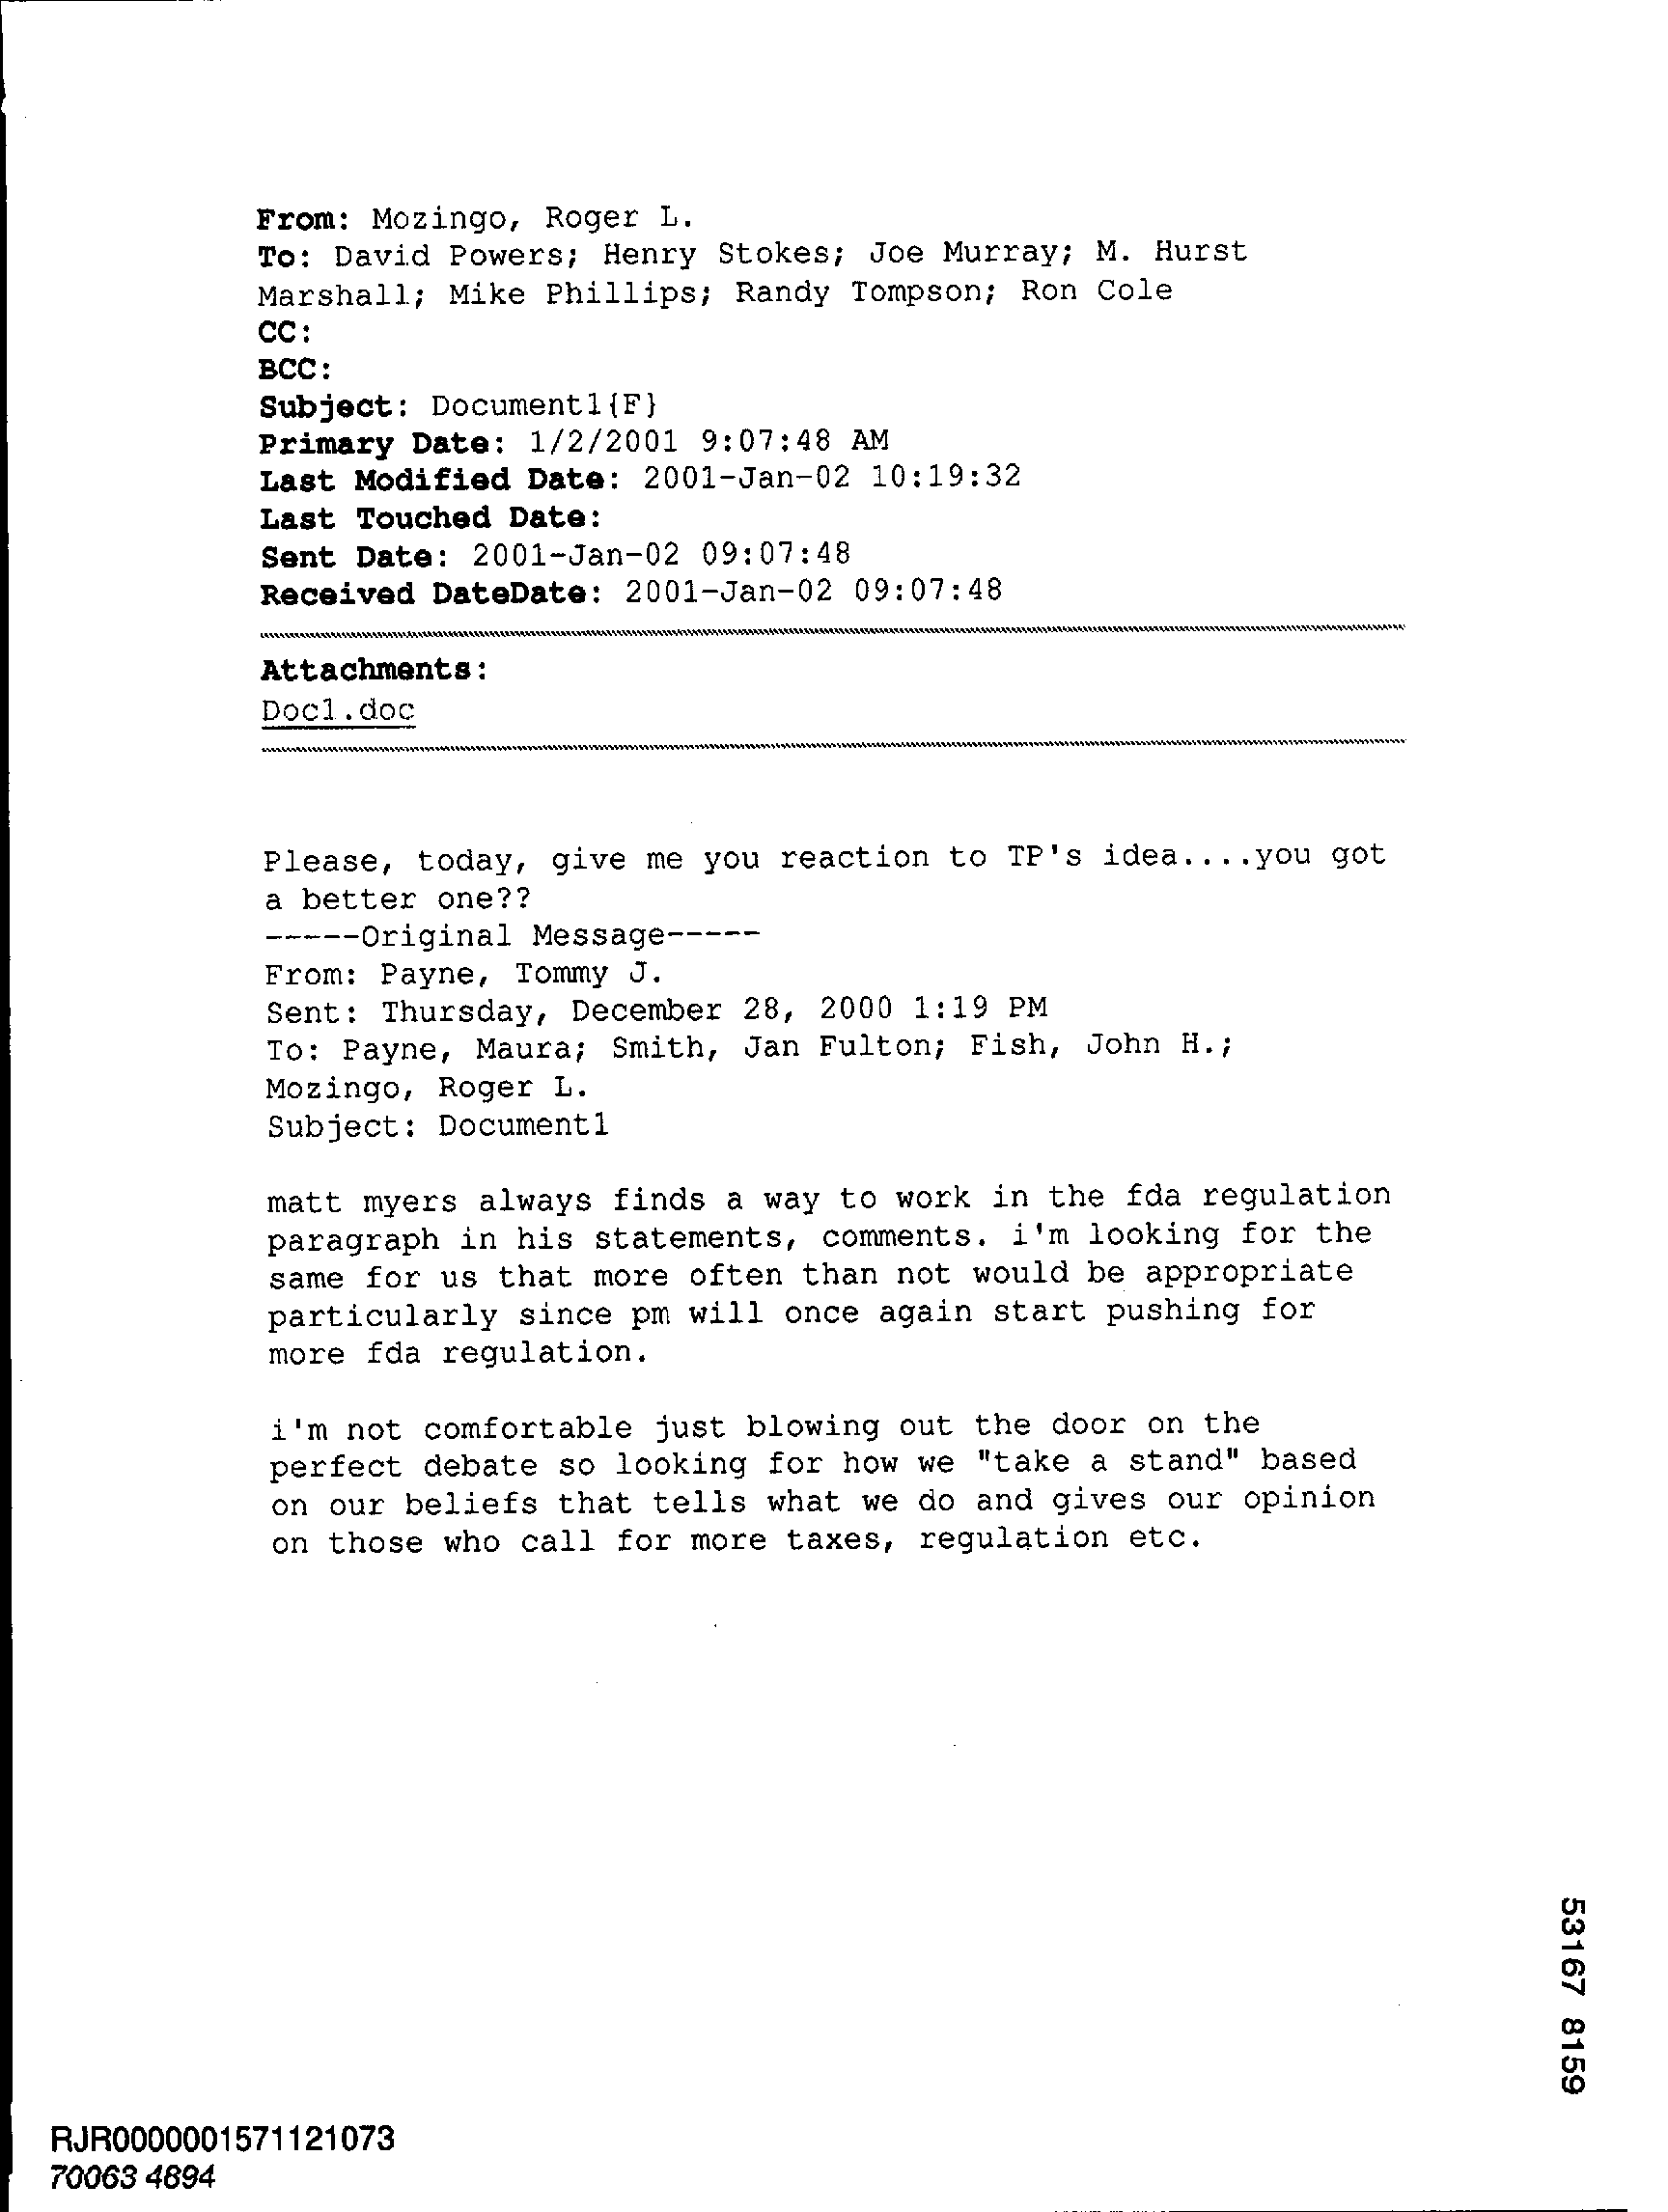 From: Mozingo, Roger L.
To: David Powers; Henry Stokes; Joe Murray; M. Hurst
Marshall; Mike Phillips; Randy Tompson; Ron Cole
CC:
BCC:
Subject: Document1{F}
Primary Date: 1/2/2001 9:07:48 AM
Last Modified Date: 2001-Jan-02 10:19:32
Last Touched Date:
Sent Date: 2001-Jan-02 09:07:48
Received DateDate: 2001-Jan-02 09:07:48
Attachments:
Doc1.doc
Please, today, give me you reaction to TP's idea....you got
a better one??
-----Original Message-----
From: Payne, Tommy J.
Sent: Thursday, December 28, 2000 1:19 PM
To: Payne, Maura; Smith, Jan Fulton; Fish, John H.;
Mozingo, Roger L.
Subject: Document1
matt myers always finds a way to work in the fda regulation
paragraph in his statements, comments. i'm looking for the
same for us that more often than not would be appropriate
particularly since pm will once again start pushing for
more fda regulation.
i'm not comfortable just blowing out the door on the
perfect debate so looking for how we "take a stand" based
on our beliefs that tells what we do and gives our opinion
on those who call for more taxes, regulation etc.
53167 8159
RJR0000001571121073
70063 4894